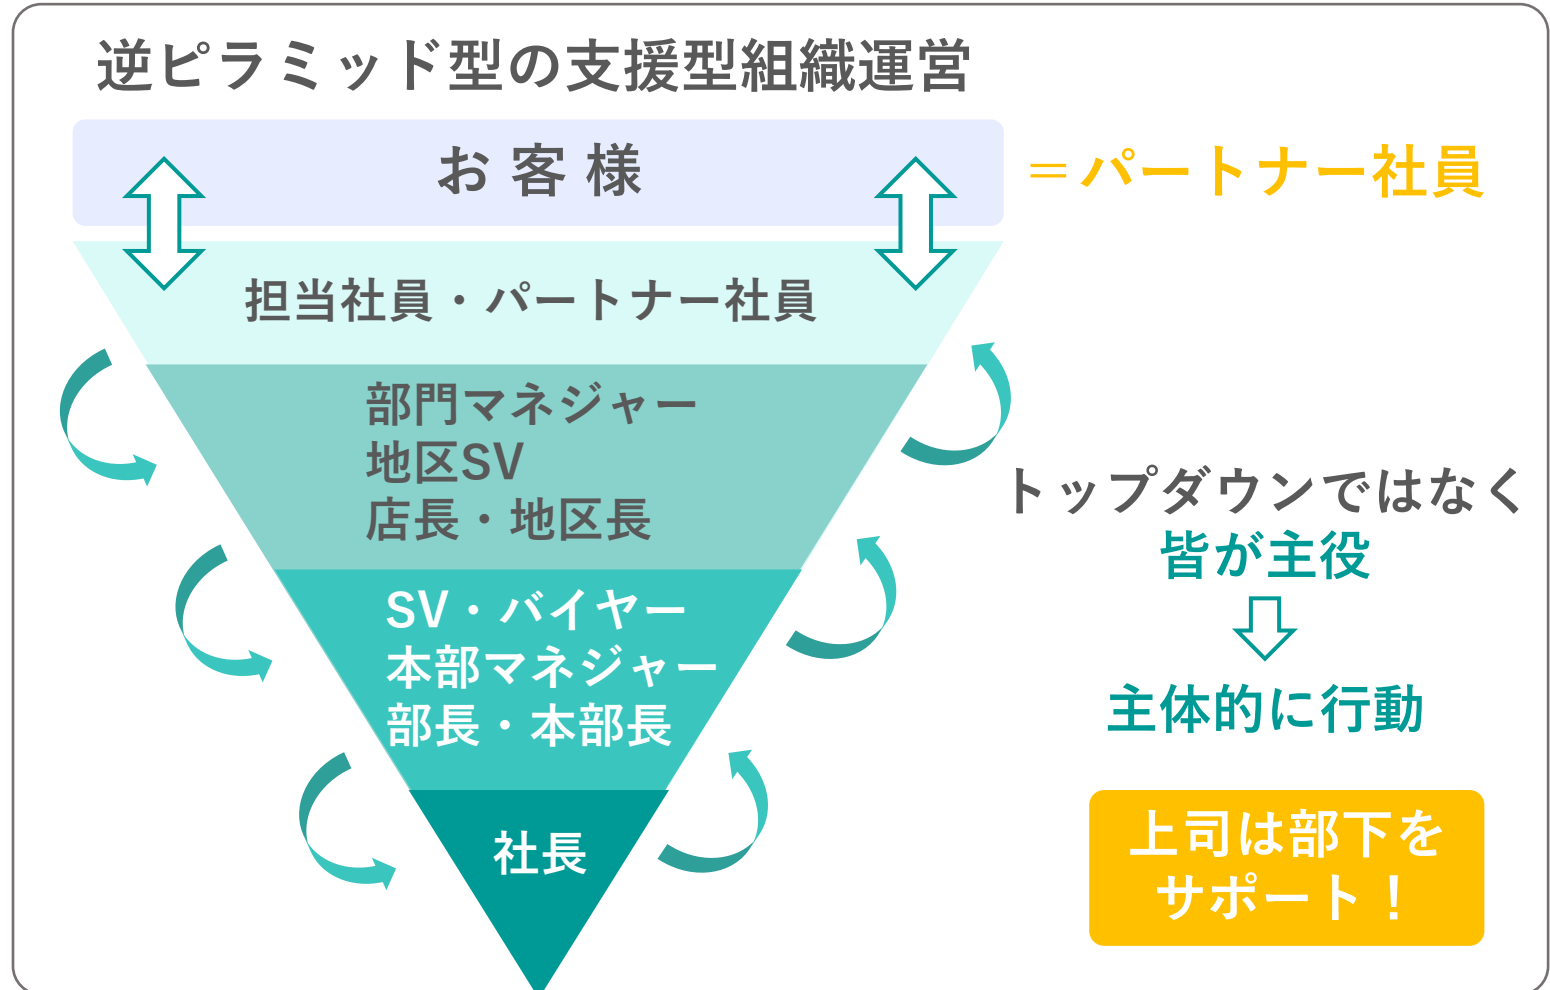 逆ピラミッド型の支援型組織運営
お客様
＝パートナー社員
担当社員・パートナー社員
部門マネジャー
地区SV
店長・地区長
SV・バイヤー
本部マネジャー
部長・本部長
社長
トップダウンではなく
皆が主役
主体的に行動
上司は部下を
サポート！